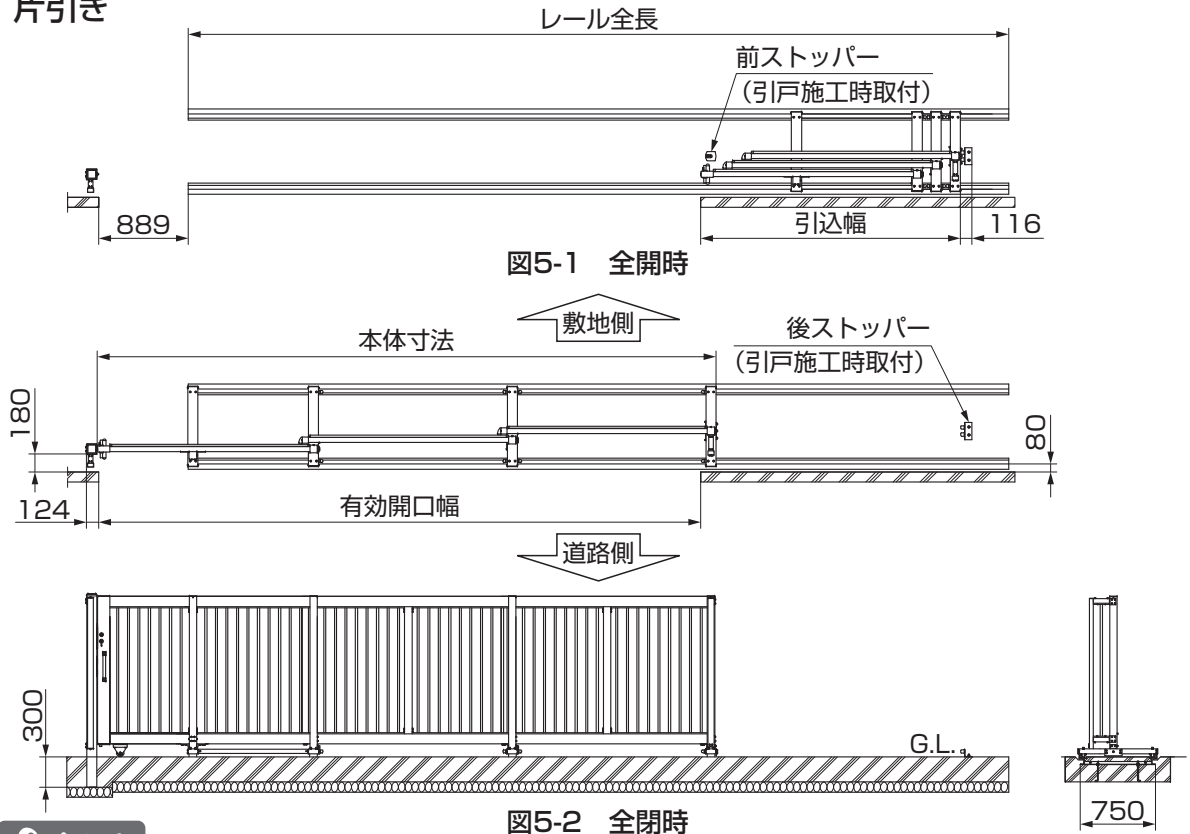 片引き
レール全長
前ストッパー
(引戸施工時取付)
889
引込幅
116
図5-1 全開時
敷地側
本体寸法
後ストッパー
(引戸施工時取付)
180
80
124
有効開口幅
道路側
300
G.L.
750
図5-2 全閉時